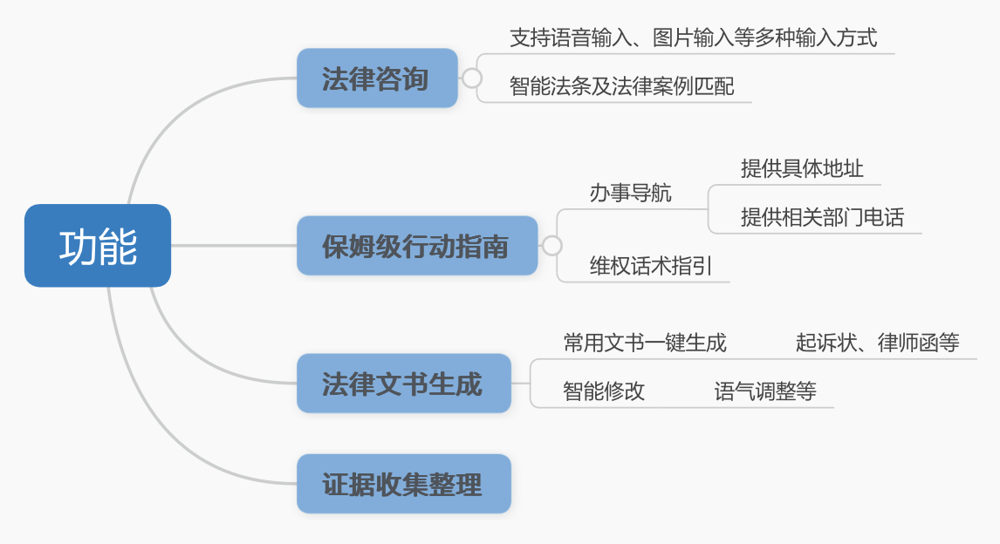 功能
法律咨询
支持语音输入、图片输入等多种输入方式
智能法条及法律案例匹配
保姆级行动指南
办事导航
提供具体地址
提供相关部门电话
维权话术指引
法律文书生成
常用文书一键生成
起诉状、律师函等
智能修改
语气调整等
证据收集整理